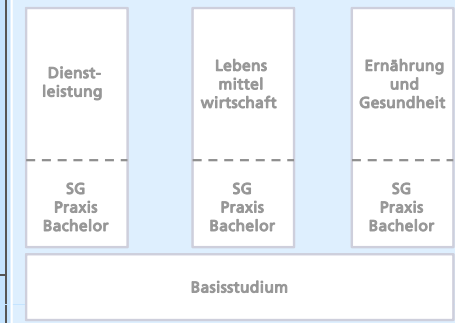 Dienst-
leistung
Lebens
mittel
wirtschaft
Ernährung
und
Gesundheit
SG
Praxis
Bachelor
SG
Praxis
Bachelor
SG
Praxis
Bachelor
Basisstudium